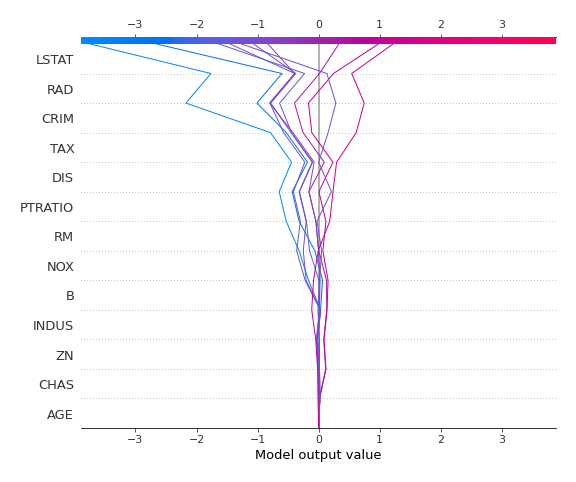 −3 −2 −1 0 1 2 3
LSTAT
RAD
CRIM
TAX
DIS
PTRATIO
RM
NOX
B
INDUS
ZN
CHAS
AGE
−3 −2 −1 0 1 2 3
Model output value